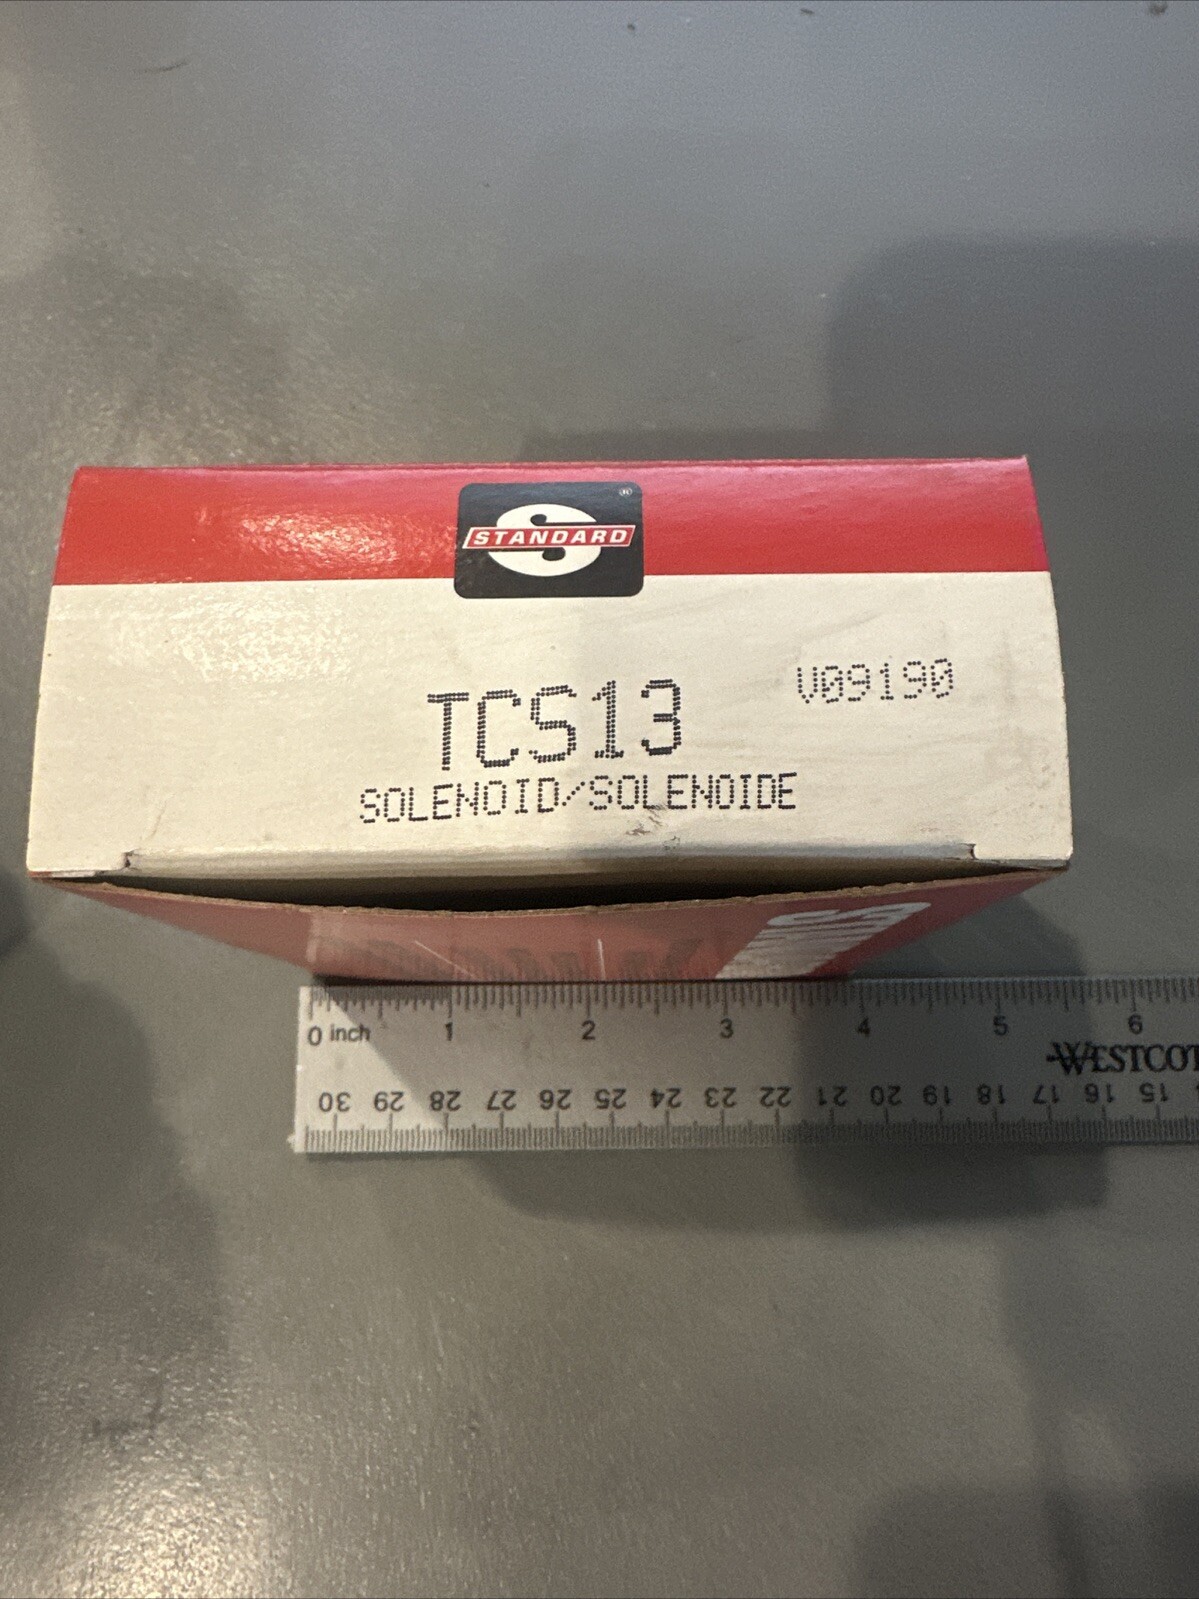 STANDARD
®
TCS13
V09190
SOLENOID/SOLENOIDE
0 inch 1 2 3 4 5 6
WESTCOT
30 29 28 27 26 25 24 23 22 21 20 19 18 17 16 15